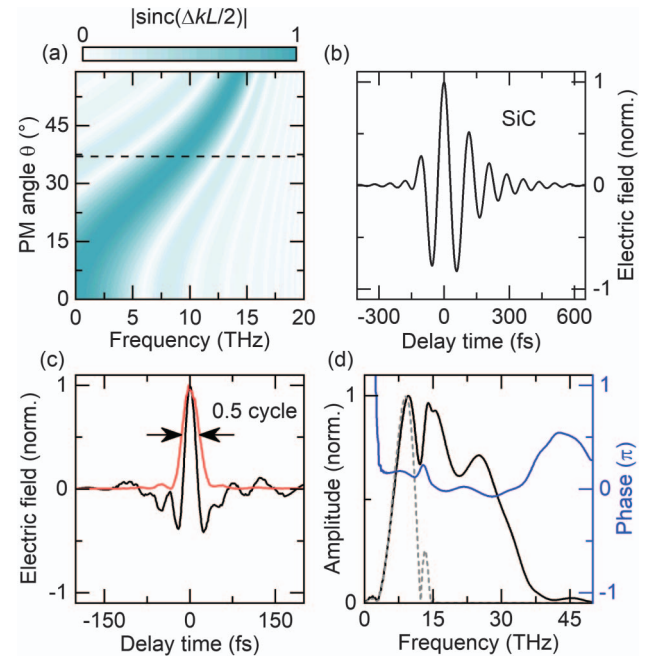 |sinc(ΔkL/2)|
(a)
0
1
PM angle θ (°)
45
30
15
0
0
5
10
15
20
Frequency (THz)
(b)
SiC
1
0
-1
Electric field (norm.)
-300
0
300
600
Delay time (fs)
(c)
Electric field (norm.)
1
0
-1
0.5 cycle
-150
0
150
Delay time (fs)
(d)
Amplitude (norm.)
1
0
1
0
-1
Phase (π)
0
15
30
45
Frequency (THz)